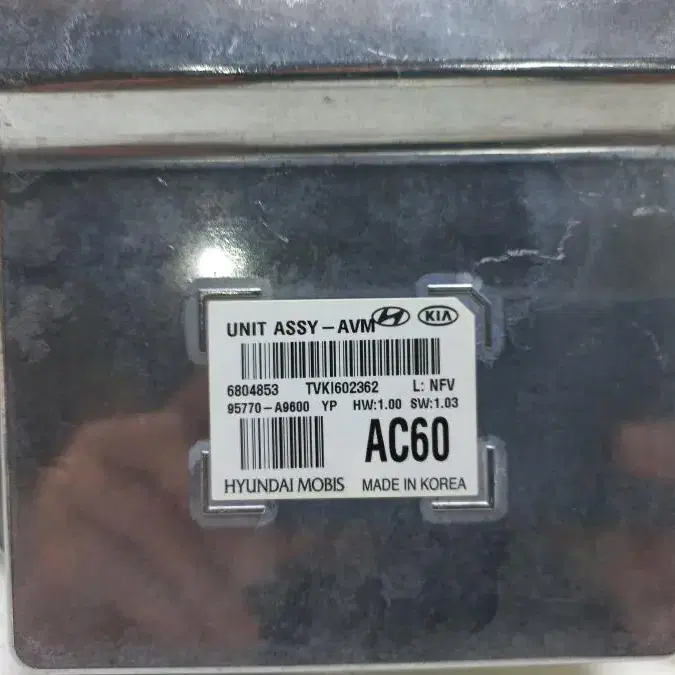 UNIT ASSY-AVM KIA
6804853 TVKI602362 L: NFV
95770-A9600 YP HW:1.00 SW:1.03
AC60
HYUNDAI MOBIS MADE IN KOREA